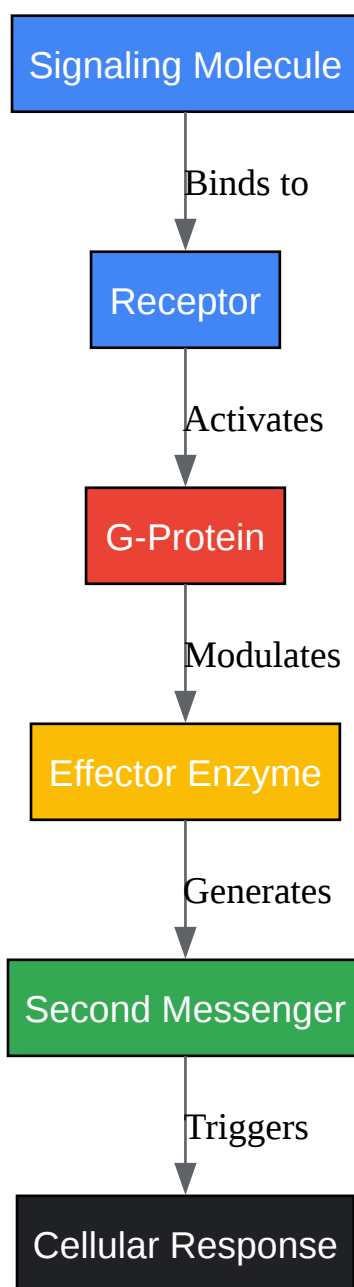 Signaling Molecule
Binds to
Receptor
Activates
G-Protein
Modulates
Effector Enzyme
Generates
Second Messenger
Triggers
Cellular Response